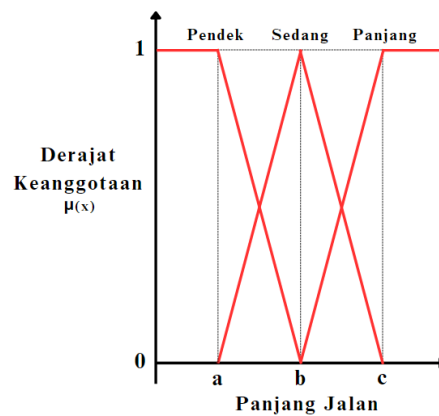 Pendek Sedang Panjang
1
Derajat
Keanggotaan
μ(x)
0
a b c
Panjang Jalan